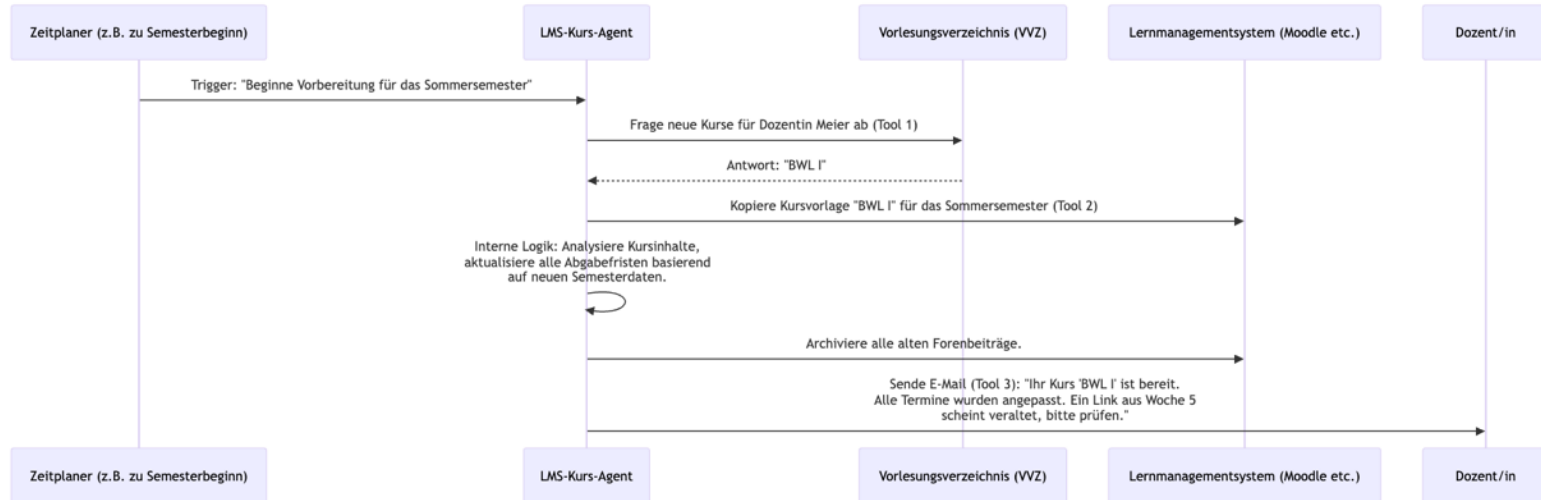 Zeitplaner (z.B. zu Semesterbeginn)
LMS-Kurs-Agent
Vorlesungsverzeichnis (VVZ)
Lernmanagementsystem (Moodle etc.)
Dozent/in
Trigger: "Beginne Vorbereitung für das Sommersemester"
Frage neue Kurse für Dozentin Meier ab (Tool 1)
Antwort: "BWL I"
Kopiere Kursvorlage "BWL I" für das Sommersemester (Tool 2)
Interne Logik: Analysiere Kursinhalte,
aktualisiere alle Abgabefristen basierend
auf neuen Semesterdaten.
Archiviere alle alten Forenbeiträge.
Sende E-Mail (Tool 3): "Ihr Kurs 'BWL I' ist bereit.
Alle Termine wurden angepasst. Ein Link aus Woche 5
scheint veraltet, bitte prüfen."
Zeitplaner (z.B. zu Semesterbeginn)
LMS-Kurs-Agent
Vorlesungsverzeichnis (VVZ)
Lernmanagementsystem (Moodle etc.)
Dozent/in